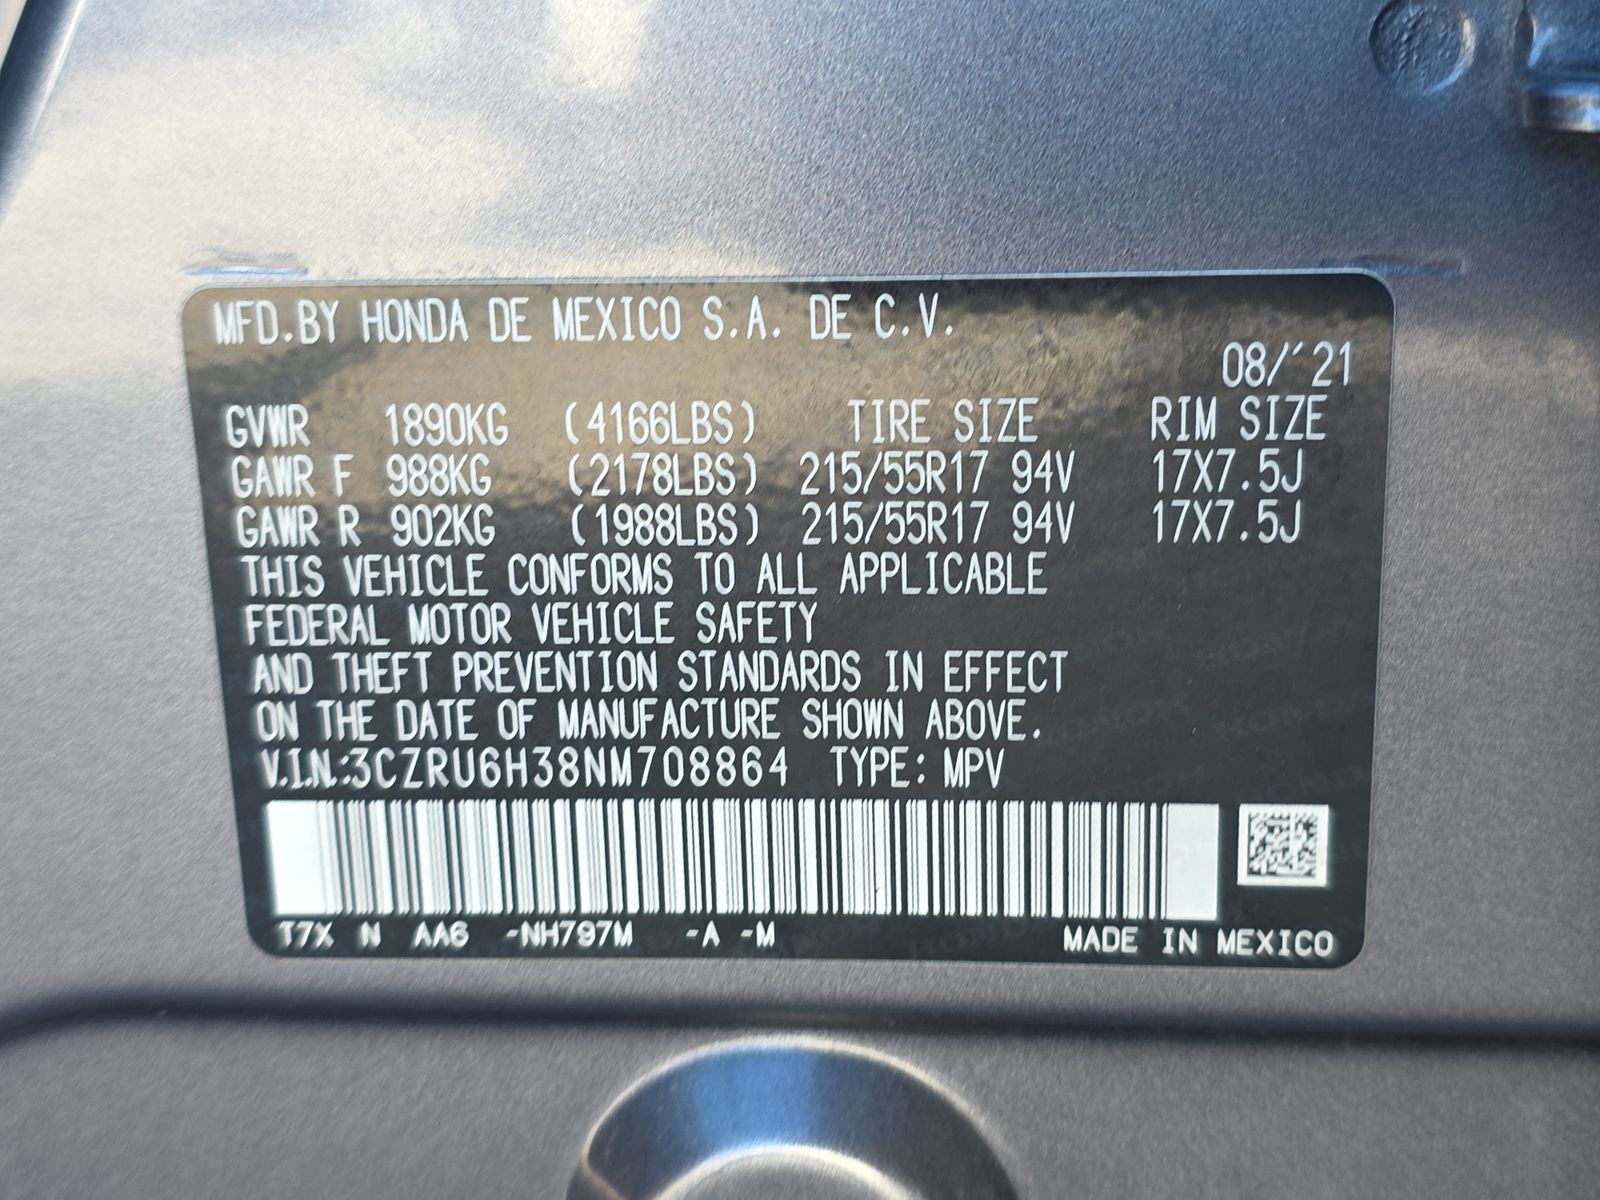 MFD.BY HONDA DE MEXICO S.A. DE C.V.
08/'21
GVWR 1890KG (4166LBS) TIRE SIZE RIM SIZE
GAWR F 988KG (2178LBS) 215/55R17 94V 17X7.5J
GAWR R 902KG (1988LBS) 215/55R17 94V 17X7.5J
THIS VEHICLE CONFORMS TO ALL APPLICABLE
FEDERAL MOTOR VEHICLE SAFETY
AND THEFT PREVENTION STANDARDS IN EFFECT
ON THE DATE OF MANUFACTURE SHOWN ABOVE.
V.I.N.:3CZRU6H38NM708864 TYPE: MPV
T7X N AA6 -NH797M -A -M MADE IN MEXICO